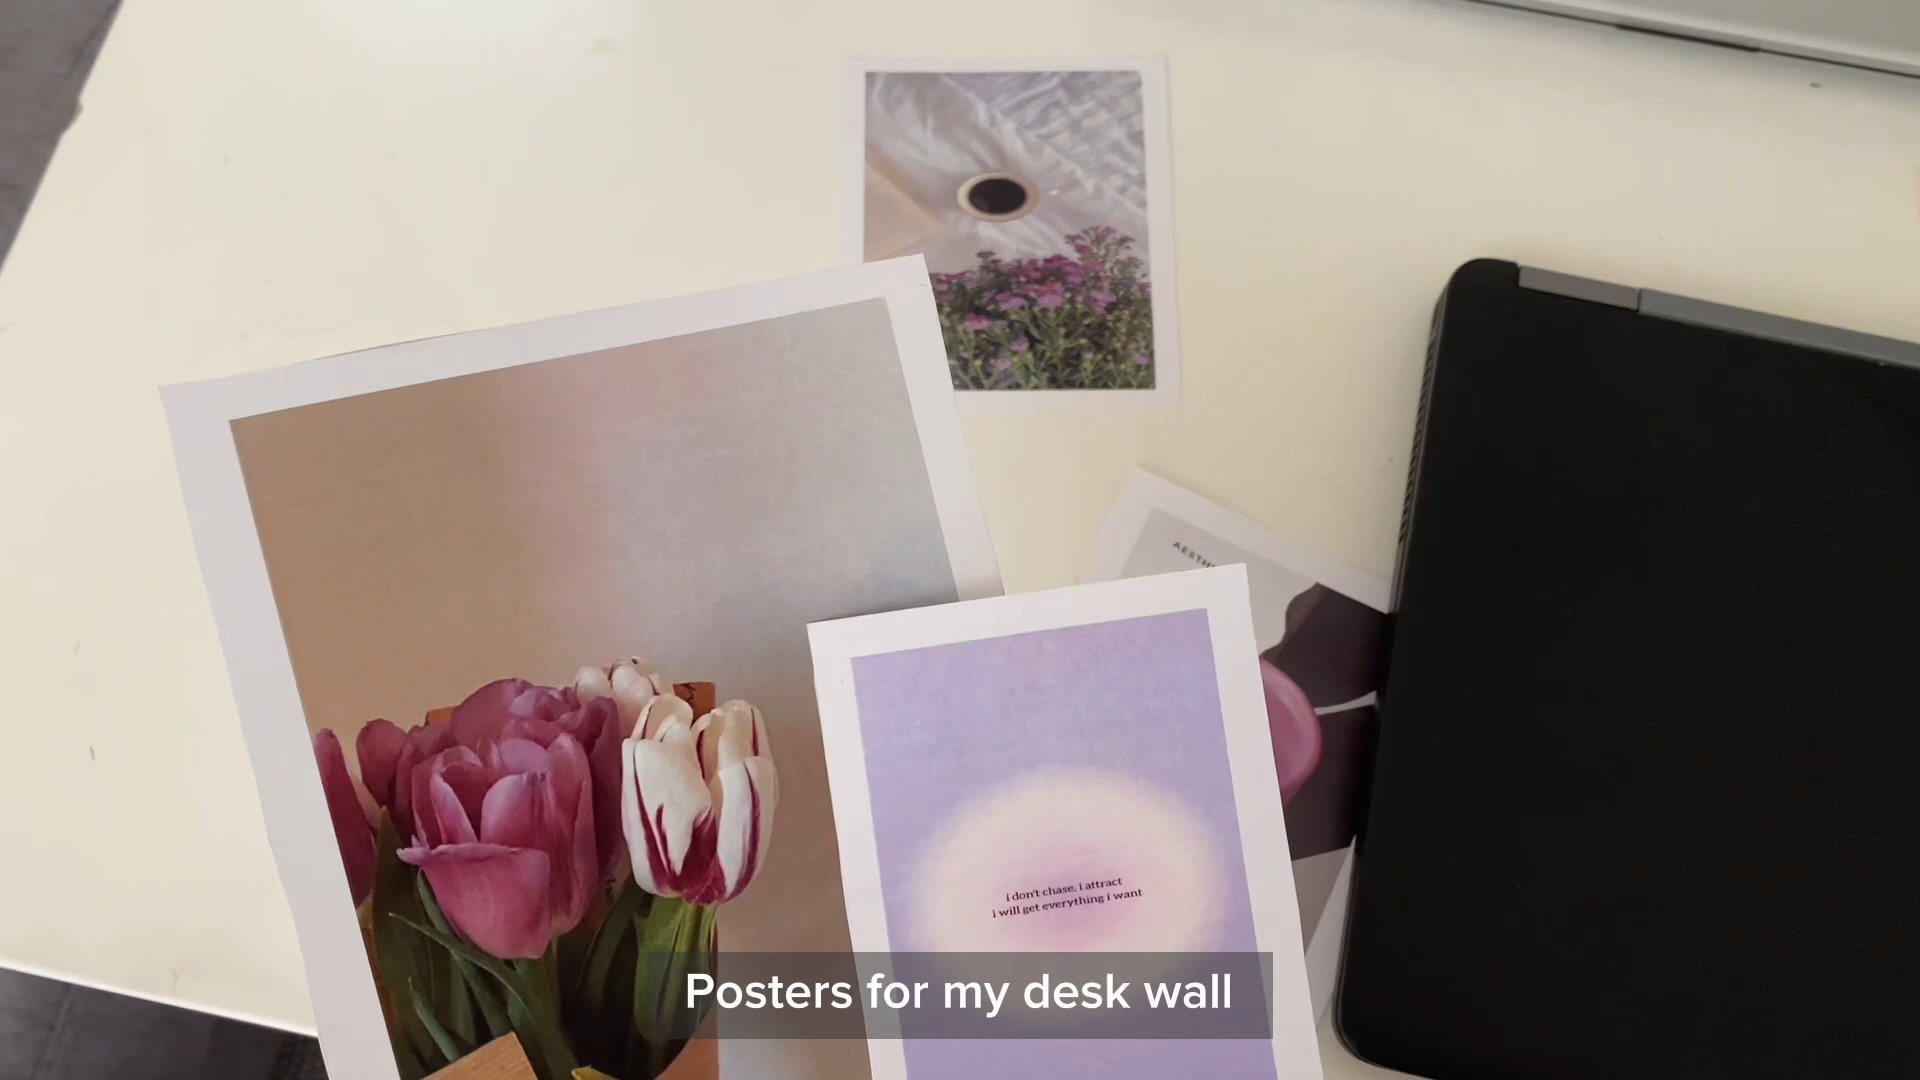 i don't chase, i attract
i will get everything i want
Posters for my desk wall